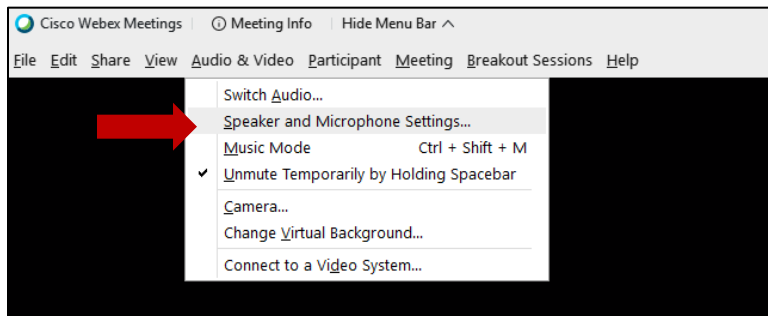 Cisco Webex Meetings Meeting Info Hide Menu Bar
File Edit Share View Audio & Video Participant Meeting Breakout Sessions Help
Switch Audio...
Speaker and Microphone Settings...
Music Mode Ctrl + Shift + M
Unmute Temporarily by Holding Spacebar
Camera...
Change Virtual Background...
Connect to a Video System...